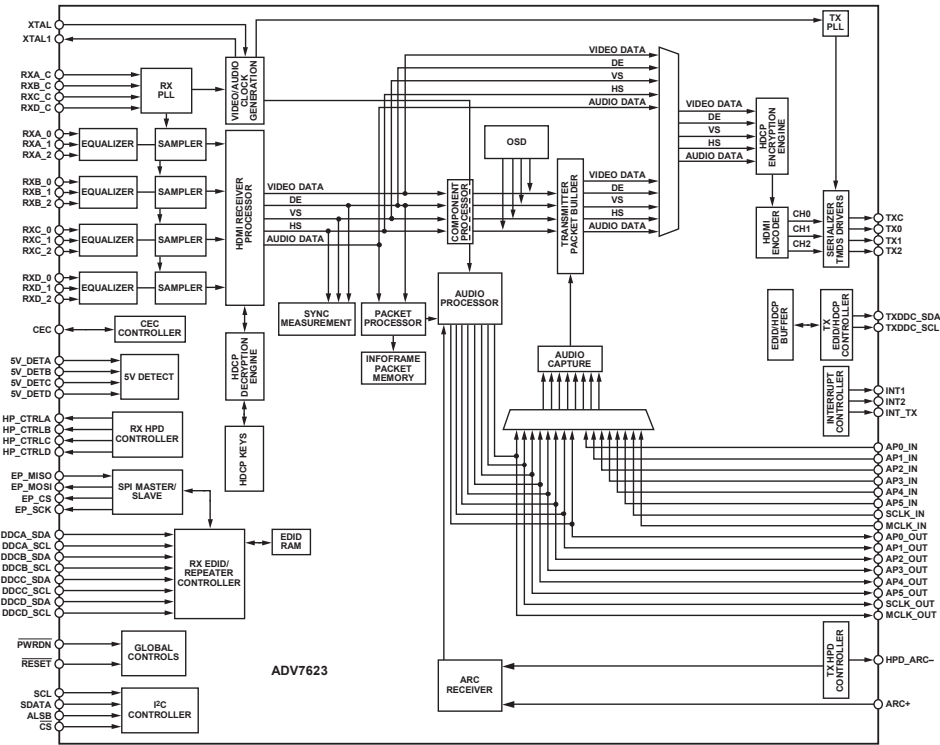 XTAL
XTAL1
RXA_C
RXB_C
RXC_C
RXD_C
RXA_0
RXA_1
RXA_2
RXB_0
RXB_1
RXB_2
RXC_0
RXC_1
RXC_2
RXD_0
RXD_1
RXD_2
CEC
5V_DETA
5V_DETB
5V_DETC
5V_DETD
HP_CTRLA
HP_CTRLB
HP_CTRLC
HP_CTRLD
EP_MISO
EP_MOSI
EP_CS
EP_SCK
DDCA_SDA
DDCA_SCL
DDCB_SDA
DDCB_SCL
DDCC_SDA
DDCC_SCL
DDCD_SDA
DDCD_SCL
PWRDN
RESET
SCL
SDATA
ALSB
CS
RX
PLL
VIDEO/AUDIO
CLOCK
GENERATION
EQUALIZER
SAMPLER
EQUALIZER
SAMPLER
EQUALIZER
SAMPLER
EQUALIZER
SAMPLER
HDMI RECEIVER
PROCESSOR
CEC
CONTROLLER
5V DETECT
RX HPD
CONTROLLER
SPI MASTER/
SLAVE
RX EDID/
REPEATER
CONTROLLER
EDID
RAM
GLOBAL
CONTROLS
I2C
CONTROLLER
HDCP
DECRYPTION
ENGINE
HDCP KEYS
ADV7623
VIDEO DATA
DE
VS
HS
AUDIO DATA
SYNC
MEASUREMENT
PACKET
PROCESSOR
INFOFRAME
PACKET
MEMORY
COMPONENT
PROCESSOR
AUDIO
PROCESSOR
OSD
TRANSMITTER
PACKET BUILDER
AUDIO
CAPTURE
ARC
RECEIVER
VIDEO DATA
DE
VS
HS
AUDIO DATA
VIDEO DATA
DE
VS
HS
AUDIO DATA
VIDEO DATA
DE
VS
HS
AUDIO DATA
HDCP
ENCRYPTION
ENGINE
HDMI
ENCODER
CH0
CH1
CH2
TX
PLL
SERIALIZER
TMDS DRIVERS
EDID/HDCP
BUFFER
TX
EDID/HDCP
CONTROLLER
INTERRUPT
CONTROLLER
TX HPD
CONTROLLER
TXC
TX0
TX1
TX2
TXDDC_SDA
TXDDC_SCL
INT1
INT2
INT_TX
AP0_IN
AP1_IN
AP2_IN
AP3_IN
AP4_IN
AP5_IN
SCLK_IN
MCLK_IN
AP0_OUT
AP1_OUT
AP2_OUT
AP3_OUT
AP4_OUT
AP5_OUT
SCLK_OUT
MCLK_OUT
HPD_ARC–
ARC+